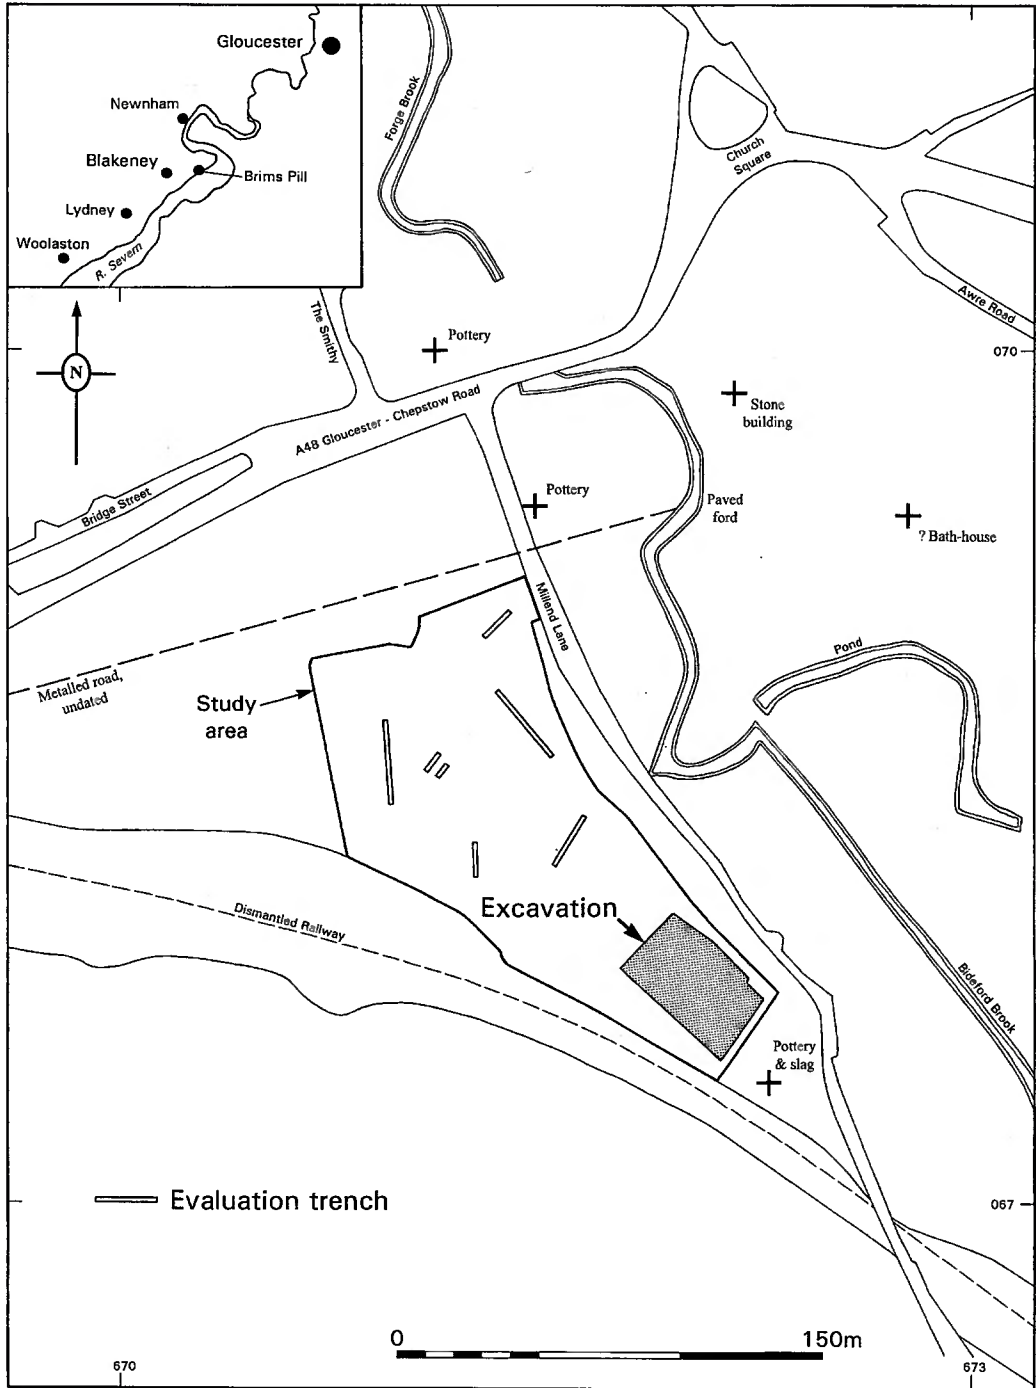 Gloucester
Newnham
Blakeney
Brims Pill
Lydney
Woolaston
R. Severn
Forge Brook
Church
Square
Awre Road
The Smithy
N
Pottery
070
A48 Gloucester - Chepstow Road
Stone
building
Bridge Street
Pottery
Paved
ford
? Bath-house
Millend Lane
Metalled road,
undated
Study
area
Pond
Excavation
Dismantled Railway
Bideford Brook
Pottery
& slag
Evaluation trench
067
0
150m
670
673